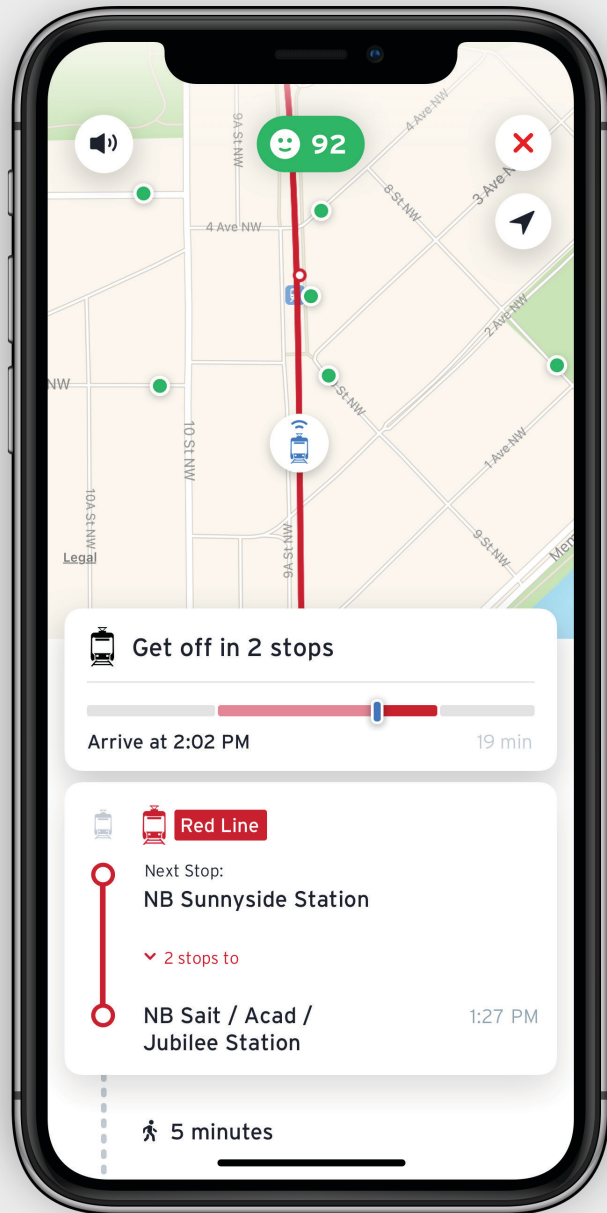 92
9A St NW
4 Ave NW
4 Ave NW
8 St NW
3 Ave N
2 Ave NW
NW
St NW
10 St NW
1 Ave NW
10A St NW
9A St NW
9 St NW
Mem
Legal
Get off in 2 stops
Arrive at 2:02 PM
19 min
Red Line
Next Stop:
NB Sunnyside Station
2 stops to
NB Sait / Acad /
1:27 PM
Jubilee Station
5 minutes